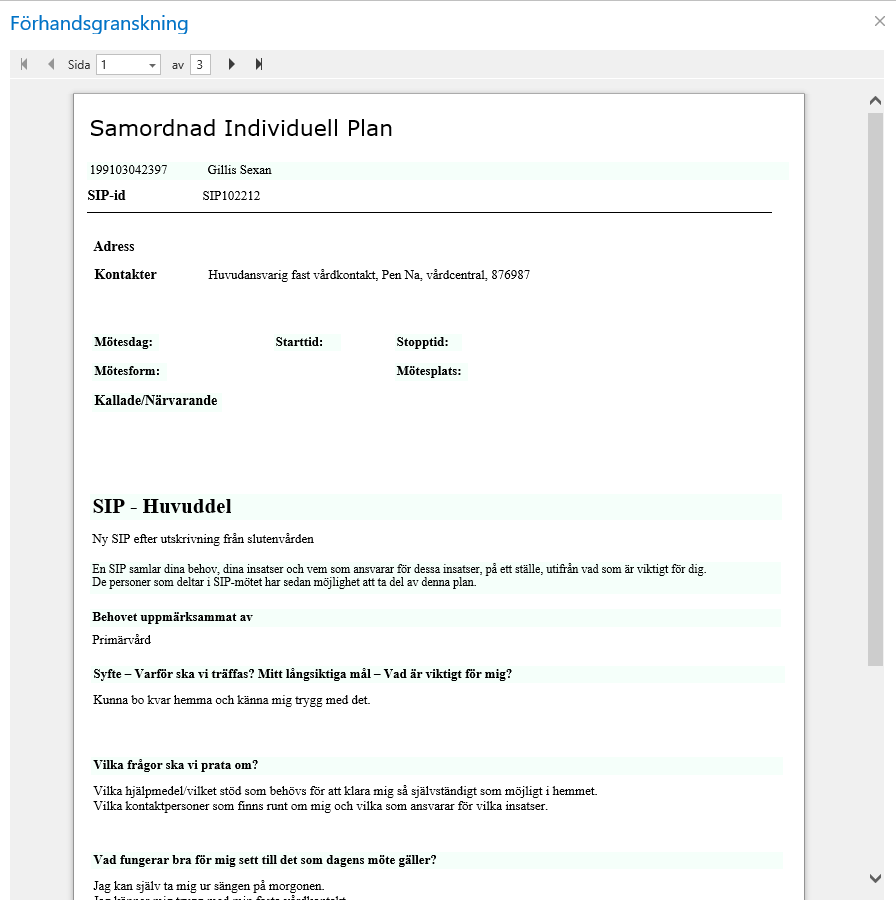 Förhandsgranskning
Sida 1 av 3
Samordnad Individuell Plan
199103042397 Gillis Sexan
SIP-id SIP102212
Adress
Kontakter Huvudansvarig fast vårdkontakt, Pen Na, vårdcentral, 876987
Mötesdag: Starttid: Stopptid:
Mötesform: Mötesplats:
Kallade/Närvarande
SIP - Huvuddel
Ny SIP efter utskrivning från slutenvården
En SIP samlar dina behov, dina insatser och vem som ansvarar för dessa insatser, på ett ställe, utifrån vad som är viktigt för dig.
De personer som deltar i SIP-mötet har sedan möjlighet att ta del av denna plan.
Behovet uppmärksammat av
Primärvård
Syfte – Varför ska vi träffas? Mitt långsiktiga mål – Vad är viktigt för mig?
Kunna bo kvar hemma och känna mig trygg med det.
Vilka frågor ska vi prata om?
Vilka hjälpmedel/vilket stöd som behövs för att klara mig så självständigt som möjligt i hemmet.
Vilka kontaktpersoner som finns runt om mig och vilka som ansvarar för vilka insatser.
Vad fungerar bra för mig sett till det som dagens möte gäller?
Jag kan själv ta mig ur sängen på morgonen.
Jag känner mig trygg med min fasta vårdkontakt